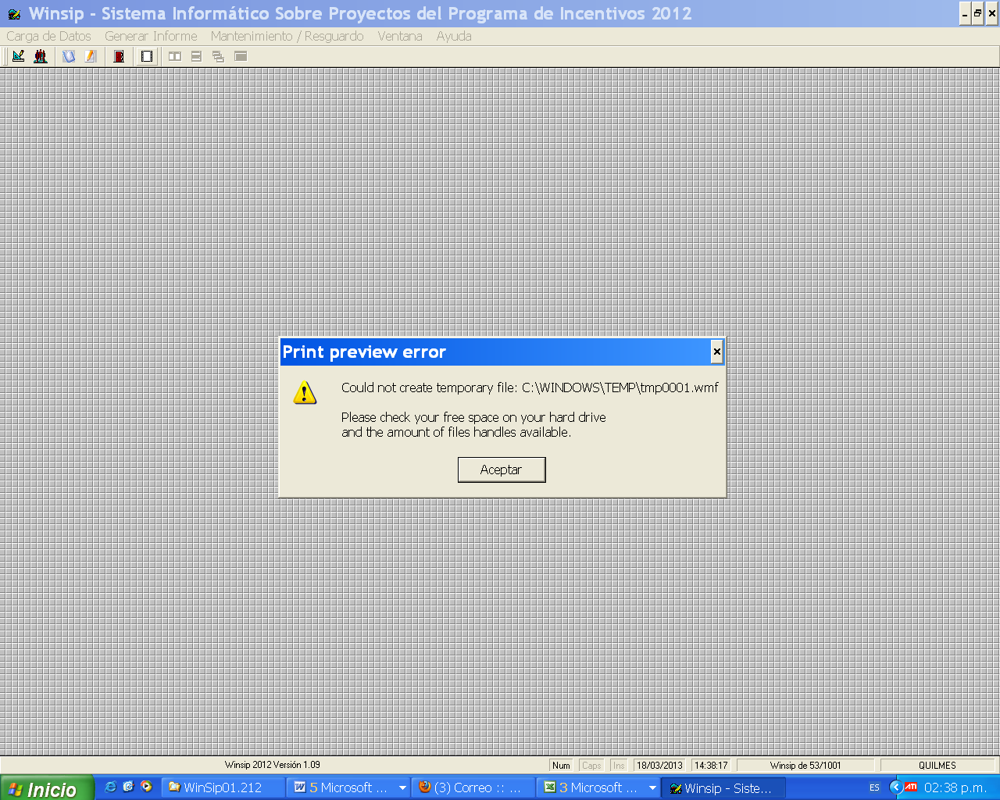 Winsip - Sistema Informático Sobre Proyectos del Programa de Incentivos 2012
Carga de Datos Generar Informe Mantenimiento / Resguardo Ventana Ayuda
Print preview error
Could not create temporary file: C:\WINDOWS\TEMP\tmp0001.wmf
Please check your free space on your hard drive
and the amount of files handles available.
Aceptar
Winsip 2012 Versión 1.09 Num Caps Ins 18/03/2013 14:38:17 Winsip de 53/1001 QUILMES
Inicio WinSip01.212 5 Microsoft ... (3) Correo :: ... 3 Microsoft ... Winsip - Siste... ES ATI 02:38 p.m.